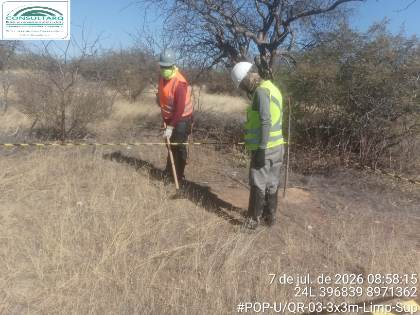 CONSULTARQ
7 de jul. de 2026 08:58:15
24L 396839 8971362
#POP-U/QR-03-3x3m-Limp-Sup